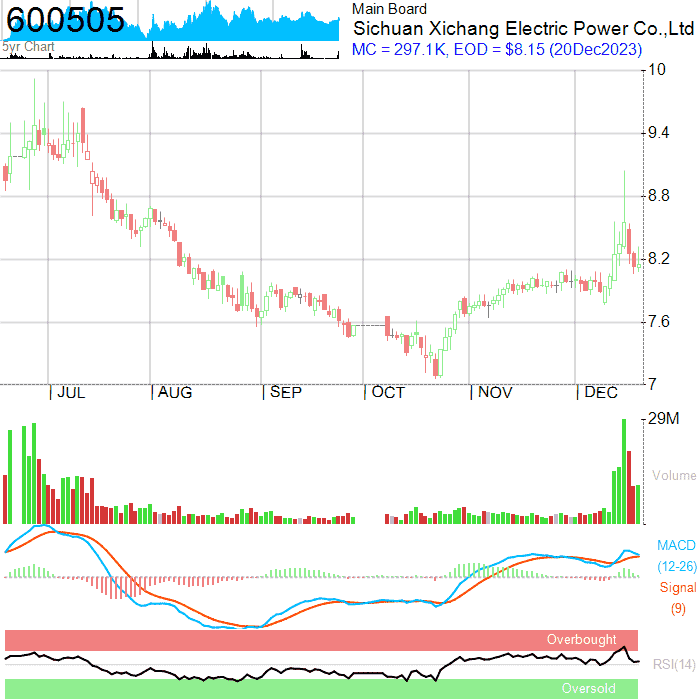 600505
5yr Chart
Main Board
Sichuan Xichang Electric Power Co.,Ltd
MC = 297.1K, EOD = $8.15 (20Dec2023)
10
9.4
8.8
8.2
7.6
7
JUL
AUG
SEP
OCT
NOV
DEC
29M
Volume
MACD
(12-26)
Signal
(9)
Overbought
RSI(14)
Oversold